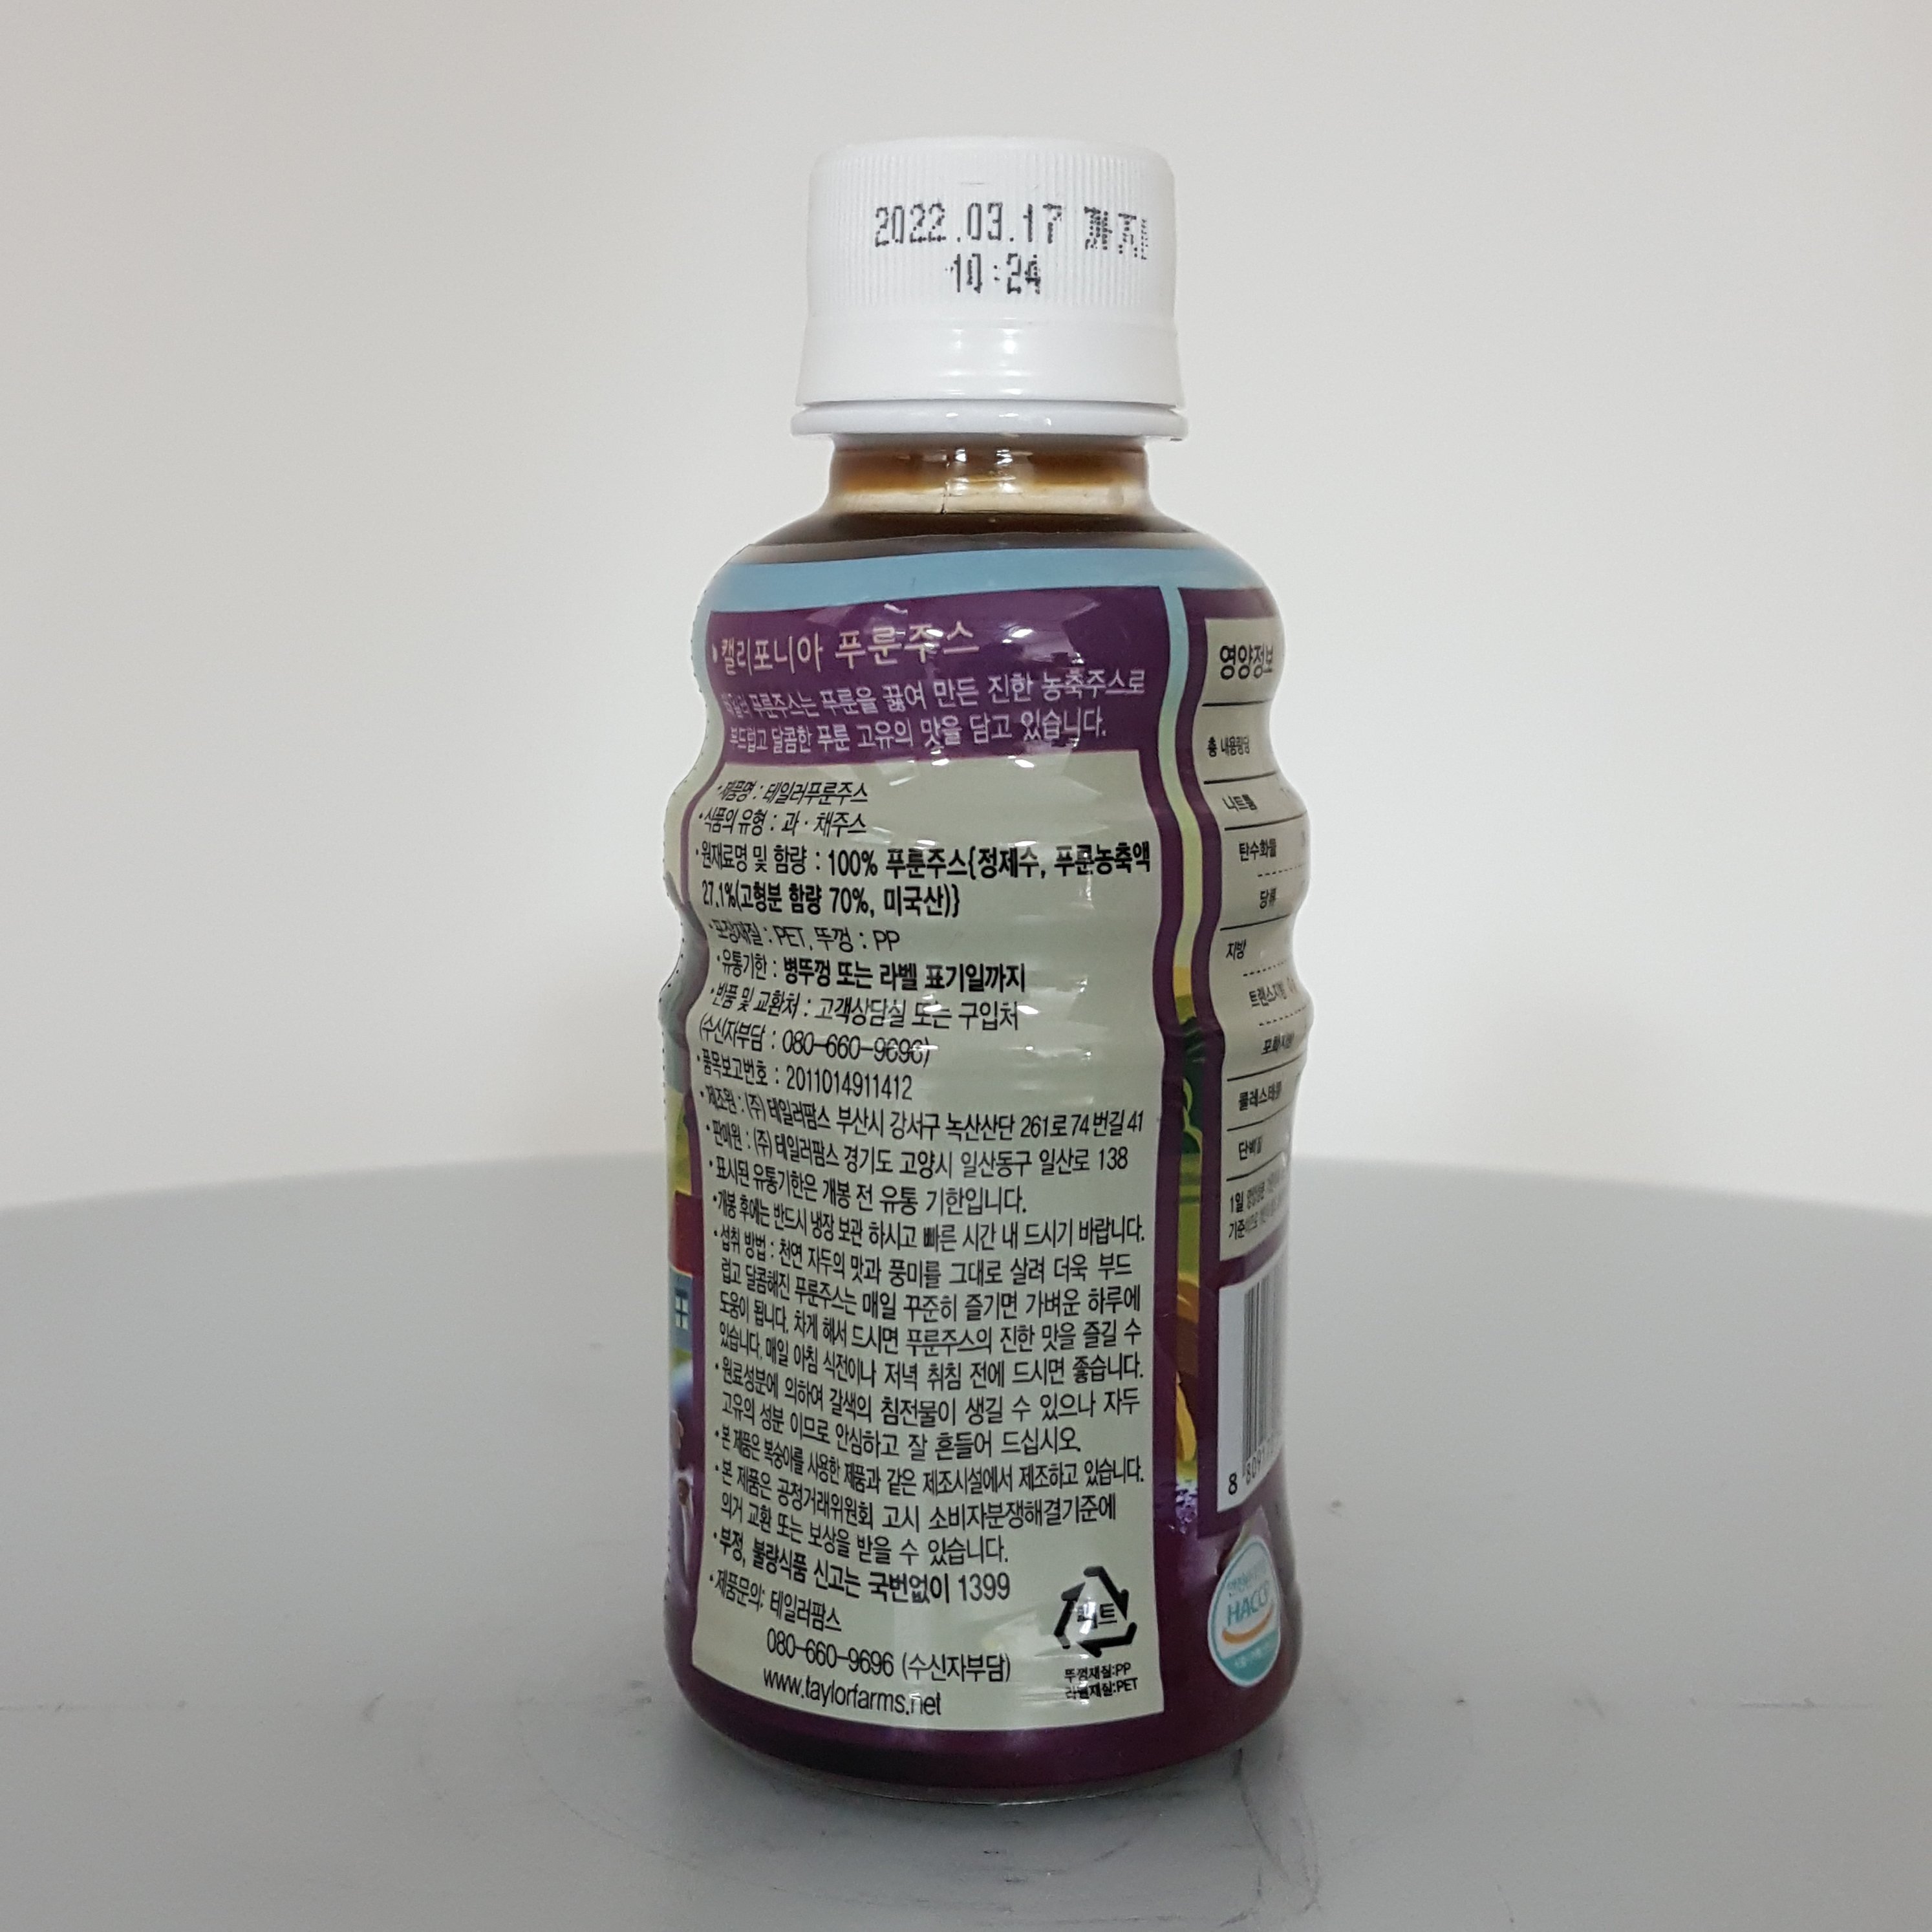 2022.03.17 까지
10:24
캘리포니아 푸룬주스
푸룬주스는 푸룬을 끓여 만든 진한 농축주스로
부드럽고 달콤한 푸룬 고유의 맛을 담고 있습니다.
·제품명 : 테일러푸룬주스
·식품의 유형 : 과·채주스
·원재료명 및 함량 : 100% 푸룬주스{정제수, 푸룬농축액
27.1%(고형분 함량 70%, 미국산)}
·포장재질 : PET, 뚜껑 : PP
·유통기한 : 병뚜껑 또는 라벨 표기일까지
·반품 및 교환처 : 고객상담실 또는 구입처
(수신자부담 : 080-660-9696)
·품목보고번호 : 2011014911412
·제조원 : (주)테일러팜스 부산시 강서구 녹산산단 261로74번길 41
·판매원 : (주)테일러팜스 경기도 고양시 일산동구 일산로 138
·표시된 유통기한은 개봉 전 유통 기한입니다.
·개봉 후에는 반드시 냉장 보관 하시고 빠른 시간 내 드시기 바랍니다.
·섭취 방법 : 천연 자두의 맛과 풍미를 그대로 살려 더욱 부드
럽고 달콤해진 푸룬주스는 매일 꾸준히 즐기면 가벼운 하루에
도움이 됩니다. 차게 해서 드시면 푸룬주스의 진한 맛을 즐길 수
있습니다. 매일 아침 식전이나 저녁 취침 전에 드시면 좋습니다.
·원료성분에 의하여 갈색의 침전물이 생길 수 있으나 자두
고유의 성분 이므로 안심하고 잘 흔들어 드십시오.
·본 제품은 복숭아를 사용한 제품과 같은 제조시설에서 제조하고 있습니다.
·본 제품은 공정거래위원회 고시 소비자분쟁해결기준에
의거 교환 또는 보상을 받을 수 있습니다.
·부정, 불량식품 신고는 국번없이 1399
·제품문의: 테일러팜스
080-660-9696 (수신자부담)
www.taylorfarms.net
페트
뚜껑재질:PP
라벨재질:PET
영양정보
총 내용량당
나트륨
탄수화물
당류
지방
트랜스지방
포화지방
콜레스테롤
단백질
1일
HACCP